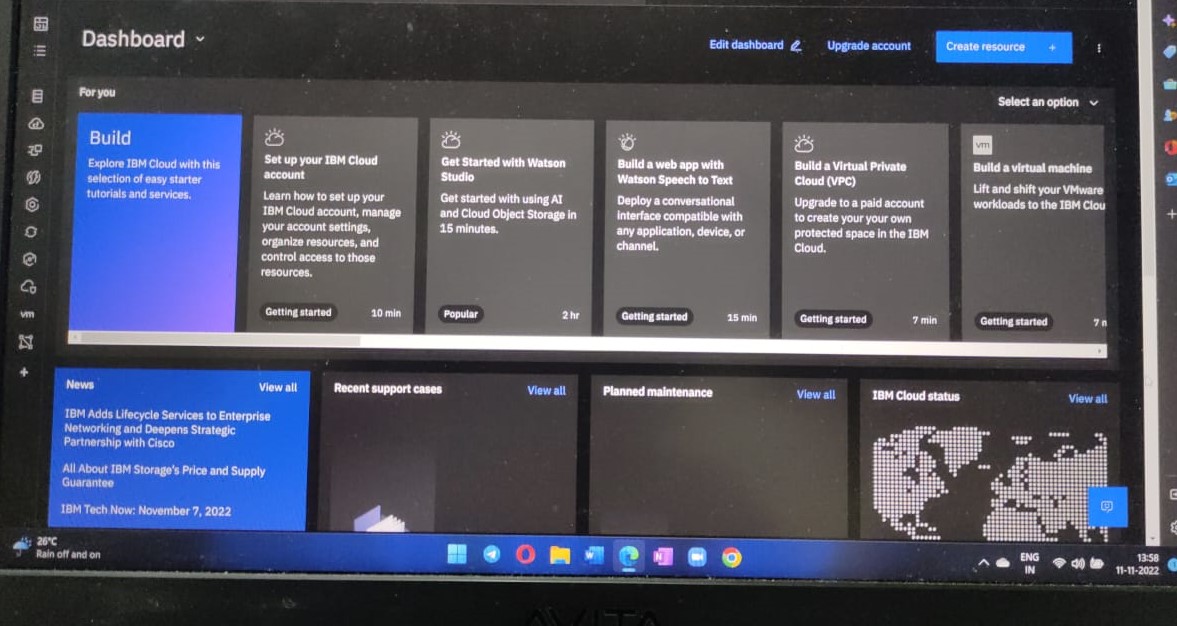 Dashboard
Edit dashboard
Upgrade account
Create resource +
For you
Select an option
Build
Explore IBM Cloud with this
selection of easy starter
tutorials and services.
Set up your IBM Cloud
account
Learn how to set up your
IBM Cloud account, manage
your account settings,
organize resources, and
control access to those
resources.
Getting started
10 min
Get Started with Watson
Studio
Get started with using AI
and Cloud Object Storage in
15 minutes.
Popular
2 hr
Build a web app with
Watson Speech to Text
Deploy a conversational
interface compatible with
any application, device, or
channel.
Getting started
15 min
Build a Virtual Private
Cloud (VPC)
Upgrade to a paid account
to create your your own
protected space in the IBM
Cloud.
Getting started
7 min
vm
Build a virtual machine
Lift and shift your VMware
workloads to the IBM Clou
Getting started
7 n
vm
News
View all
IBM Adds Lifecycle Services to Enterprise
Networking and Deepens Strategic
Partnership with Cisco
All About IBM Storage's Price and Supply
Guarantee
IBM Tech Now: November 7, 2022
Recent support cases
View all
Planned maintenance
View all
IBM Cloud status
View all
26°C
Rain off and on
ENG
IN
13:58
11-11-2022
AVITA